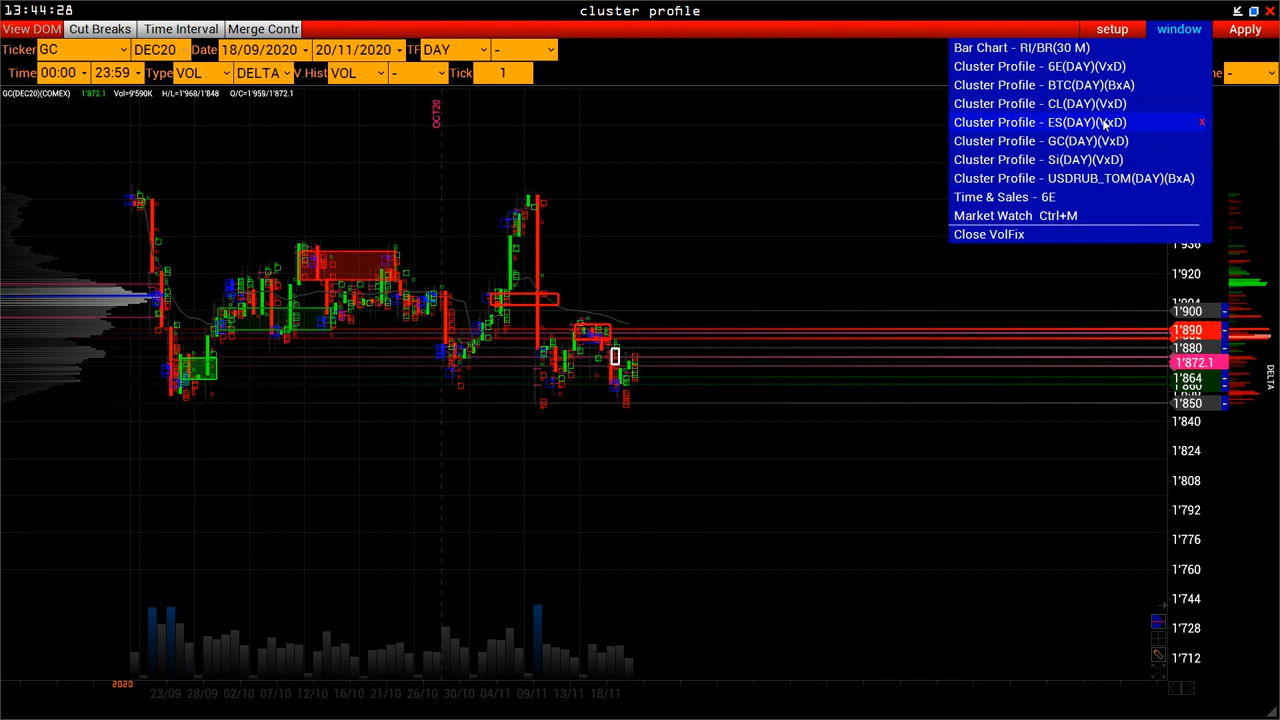 13:44:28
cluster profile
View DOM Cut Breaks Time Interval Merge Contr setup window Apply
Ticker GC DEC20 Date 18/09/2020 - 20/11/2020 TF DAY -
Time 00:00 23:59 Type VOL DELTA V.Hist VOL - Tick 1
GC(DEC20)(COMEX) 1'872.1 Vol=9'590K H/L=1'968/1'848 O/C=1'959/1'872.1
Bar Chart - RI/BR(30 M)
Cluster Profile - 6E(DAY)(VxD)
Cluster Profile - BTC(DAY)(BxA)
Cluster Profile - CL(DAY)(VxD)
Cluster Profile - ES(DAY)(VxD) x
Cluster Profile - GC(DAY)(VxD)
Cluster Profile - Si(DAY)(VxD)
Cluster Profile - USDRUB_TOM(DAY)(BxA)
Time & Sales - 6E
Market Watch Ctrl+M
Close VolFix
OCT20
1'936
1'920
1'904
1'900
1'890
1'880
1'872.1
1'864
1'860
1'850
1'840
1'824
1'808
1'792
1'776
1'760
1'744
1'728
1'712
DELTA
2020 23/09 28/09 02/10 07/10 12/10 16/10 21/10 26/10 30/10 04/11 09/11 13/11 18/11